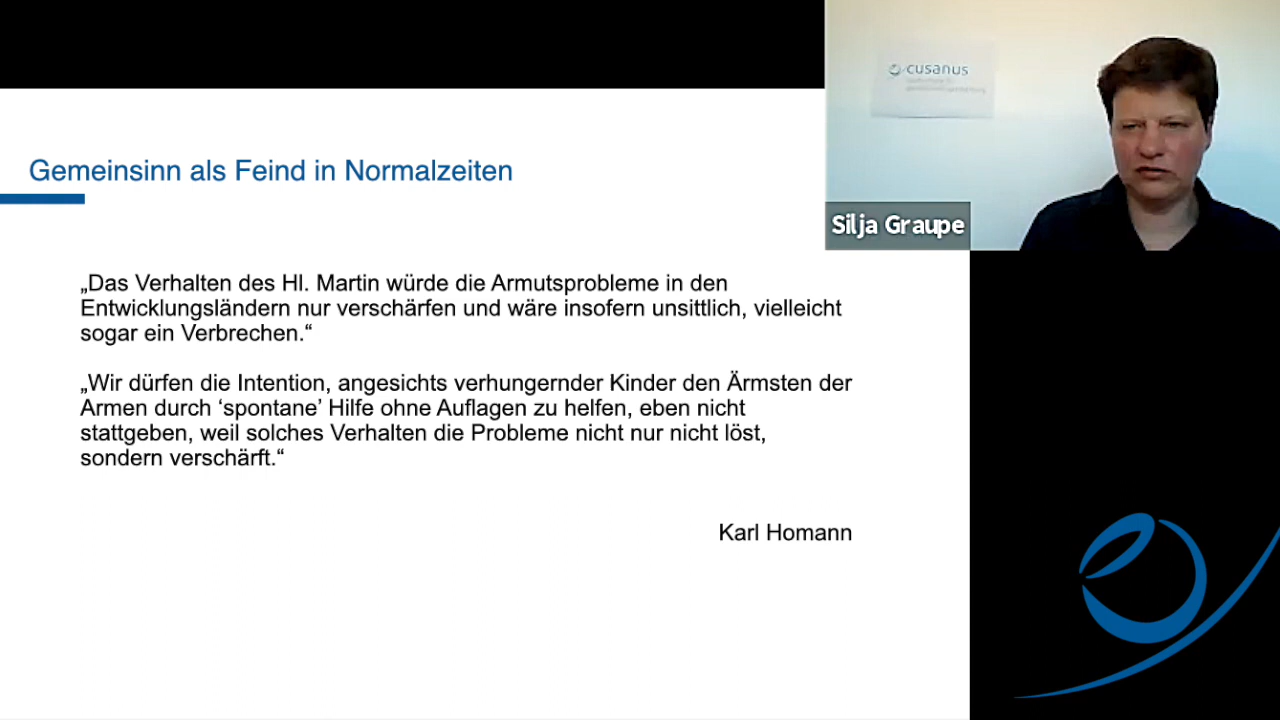 cusanus
Silja Graupe
Gemeinsinn als Feind in Normalzeiten
„Das Verhalten des Hl. Martin würde die Armutsprobleme in den
Entwicklungsländern nur verschärfen und wäre insofern unsittlich, vielleicht
sogar ein Verbrechen.“
„Wir dürfen die Intention, angesichts verhungernder Kinder den Ärmsten der
Armen durch ‘spontane’ Hilfe ohne Auflagen zu helfen, eben nicht
stattgeben, weil solches Verhalten die Probleme nicht nur nicht löst,
sondern verschärft.“
Karl Homann